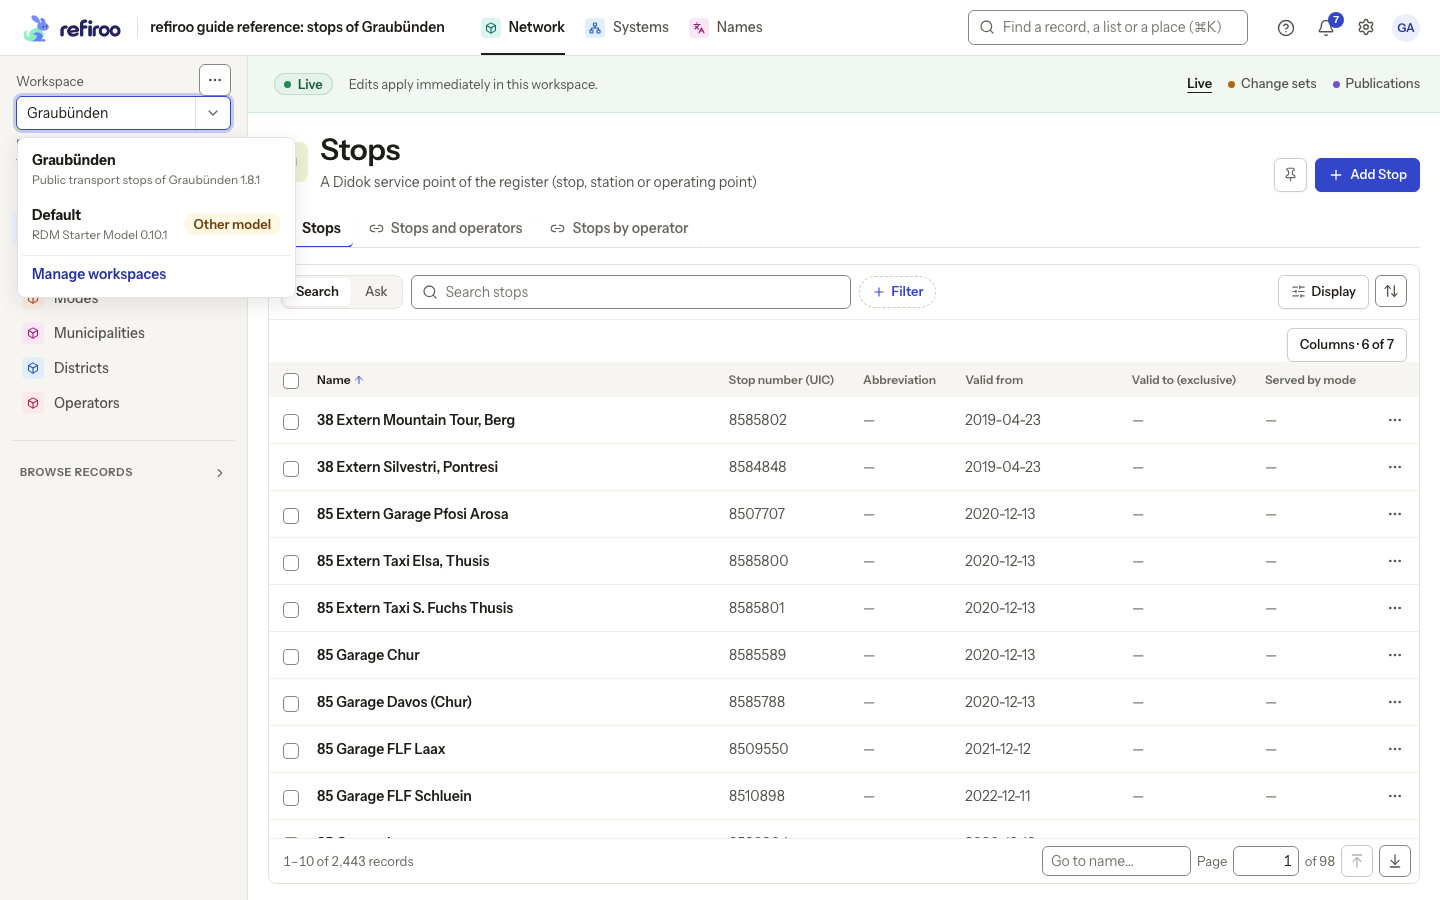 refiroo
refiroo guide reference: stops of Graubünden
Network
Systems
Names
Find a record, a list or a place (⌘K)
7
GA
Workspace
Graubünden
Graubünden
Public transport stops of Graubünden 1.8.1
Default
RDM Starter Model 0.10.1
Other model
Manage workspaces
Modes
Municipalities
Districts
Operators
BROWSE RECORDS
Live
Edits apply immediately in this workspace.
Live
Change sets
Publications
Stops
A Didok service point of the register (stop, station or operating point)
Add Stop
Stops
Stops and operators
Stops by operator
Search
Ask
Search stops
Filter
Display
Columns · 6 of 7
Name Stop number (UIC) Abbreviation Valid from Valid to (exclusive) Served by mode
38 Extern Mountain Tour, Berg 8585802 — 2019-04-23 — —
38 Extern Silvestri, Pontresi 8584848 — 2019-04-23 — —
85 Extern Garage Pfosi Arosa 8507707 — 2020-12-13 — —
85 Extern Taxi Elsa, Thusis 8585800 — 2020-12-13 — —
85 Extern Taxi S. Fuchs Thusis 8585801 — 2020-12-13 — —
85 Garage Chur 8585589 — 2020-12-13 — —
85 Garage Davos (Chur) 8585788 — 2020-12-13 — —
85 Garage FLF Laax 8509550 — 2021-12-12 — —
85 Garage FLF Schluein 8510898 — 2022-12-11 — —
1–10 of 2,443 records
Go to name...
Page
1
of 98